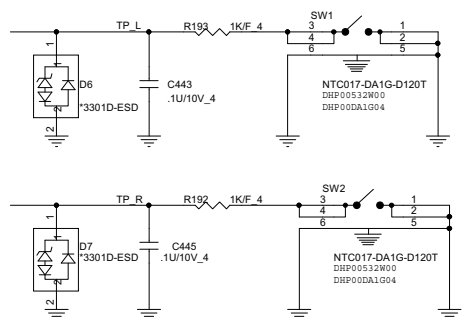 TP_L R193 1K/F_4 SW1
3 1
4 2
6 5
1
D6
*3301D-ESD
2
C443
.1U/10V_4
NTC017-DA1G-D120T
DHP00532W00
DHP00DA1G04
TP_R R192 1K/F_4 SW2
3 1
4 2
6 5
1
D7
*3301D-ESD
2
C445
.1U/10V_4
NTC017-DA1G-D120T
DHP00532W00
DHP00DA1G04